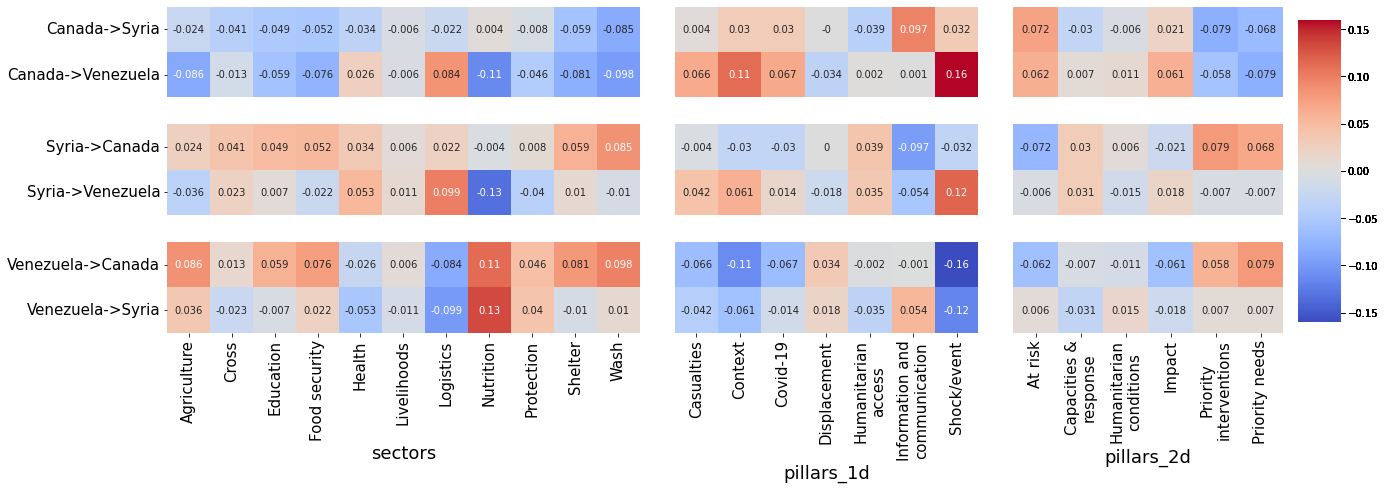 Canada->Syria -0.024 -0.041 -0.049 -0.052 -0.034 -0.006 -0.022 0.004 -0.008 -0.059 -0.085 0.004 0.03 0.03 -0 -0.039 0.097 0.032 0.072 -0.03 -0.006 0.021 -0.079 -0.068
Canada->Venezuela -0.086 -0.013 -0.059 -0.076 0.026 -0.006 0.084 -0.11 -0.046 -0.081 -0.098 0.066 0.11 0.067 -0.034 0.002 0.001 0.16 0.062 0.007 0.011 0.061 -0.058 -0.079
Syria->Canada 0.024 0.041 0.049 0.052 0.034 0.006 0.022 -0.004 0.008 0.059 0.085 -0.004 -0.03 -0.03 0 0.039 -0.097 -0.032 -0.072 0.03 0.006 -0.021 0.079 0.068
Syria->Venezuela -0.036 0.023 0.007 -0.022 0.053 0.011 0.099 -0.13 -0.04 0.01 -0.01 0.042 0.061 0.014 -0.018 0.035 -0.054 0.12 -0.006 0.031 -0.015 0.018 -0.007 -0.007
Venezuela->Canada 0.086 0.013 0.059 0.076 -0.026 0.006 -0.084 0.11 0.046 0.081 0.098 -0.066 -0.11 -0.067 0.034 -0.002 -0.001 -0.16 -0.062 -0.007 -0.011 -0.061 0.058 0.079
Venezuela->Syria 0.036 -0.023 -0.007 0.022 -0.053 -0.011 -0.099 0.13 0.04 -0.01 0.01 -0.042 -0.061 -0.014 0.018 -0.035 0.054 -0.12 0.006 -0.031 0.015 -0.018 0.007 0.007
Agriculture
Cross
Education
Food security
Health
Livelihoods
Logistics
Nutrition
Protection
Shelter
Wash
sectors
Casualties
Context
Covid-19
Displacement
Humanitarian
access
Information and
communication
Shock/event
pillars_1d
At risk
Capacities &
response
Humanitarian
conditions
Impact
Priority
interventions
Priority needs
pillars_2d
0.15
0.10
0.05
0.00
−0.05
−0.10
−0.15